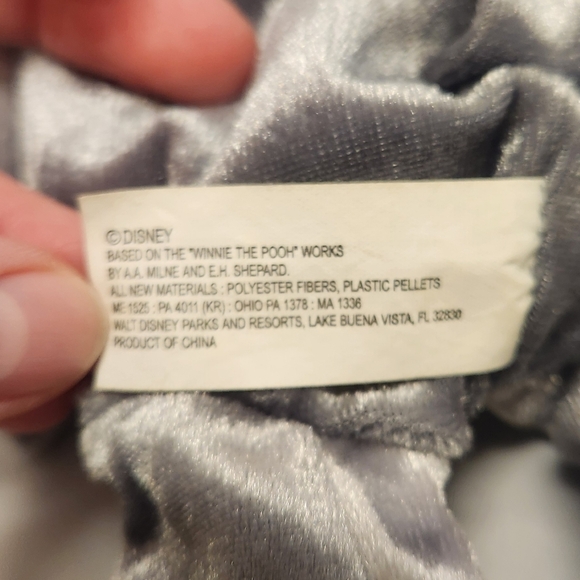 ©DISNEY
BASED ON THE "WINNIE THE POOH" WORKS
BY A.A. MILNE AND E.H. SHEPARD.
ALL NEW MATERIALS : POLYESTER FIBERS, PLASTIC PELLETS
ME 1525 : PA 4011 (KR) : OHIO PA 1378 : MA 1336
WALT DISNEY PARKS AND RESORTS, LAKE BUENA VISTA, FL 32830
PRODUCT OF CHINA